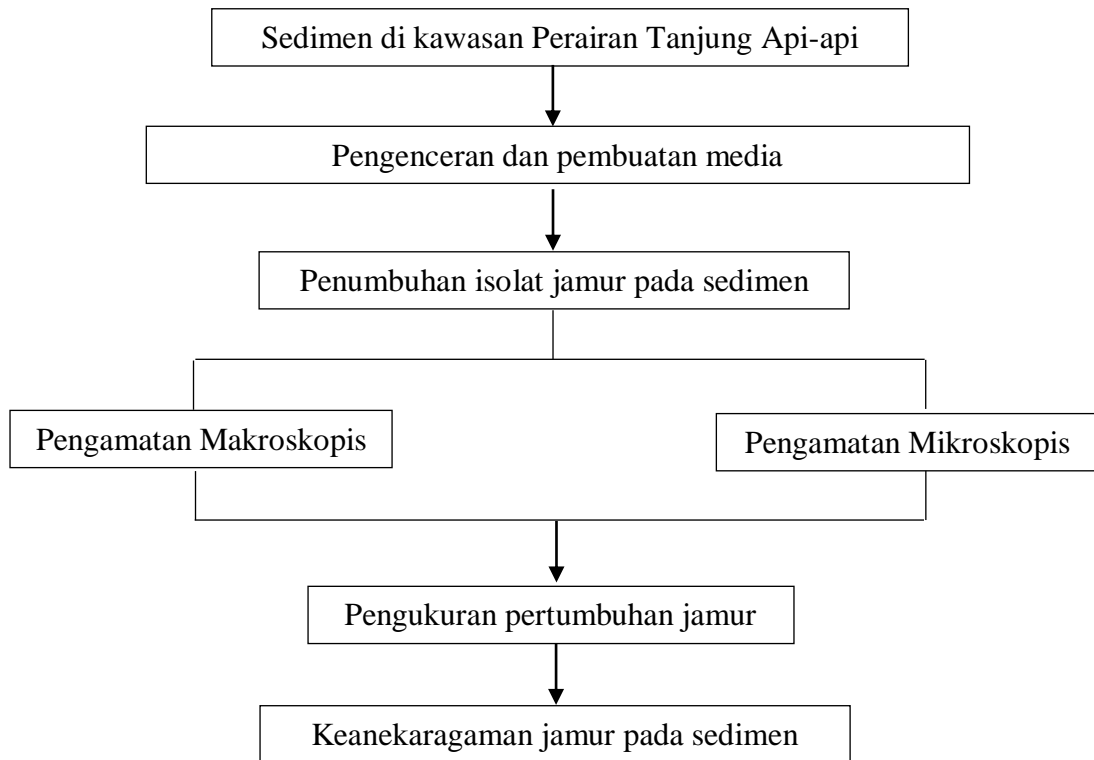 Sedimen di kawasan Perairan Tanjung Api-api
Pengenceran dan pembuatan media
Penumbuhan isolat jamur pada sedimen
Pengamatan Makroskopis
Pengamatan Mikroskopis
Pengukuran pertumbuhan jamur
Keanekaragaman jamur pada sedimen